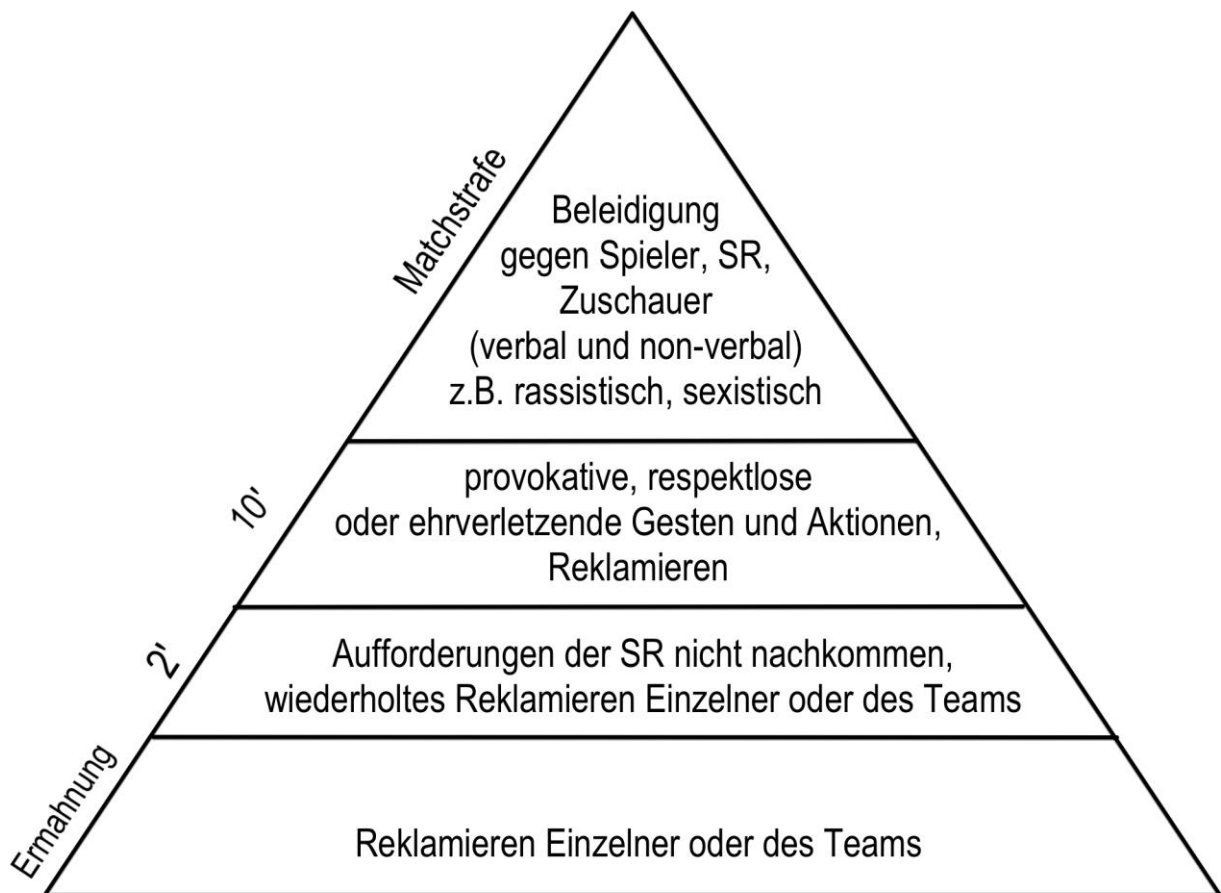 Matchstrafe
Beleidigung
gegen Spieler, SR,
Zuschauer
(verbal und non-verbal)
z.B. rassistisch, sexistisch
10'
provokative, respektlose
oder ehrverletzende Gesten und Aktionen,
Reklamieren
2'
Aufforderungen der SR nicht nachkommen,
wiederholtes Reklamieren Einzelner oder des Teams
Ermahnung
Reklamieren Einzelner oder des Teams